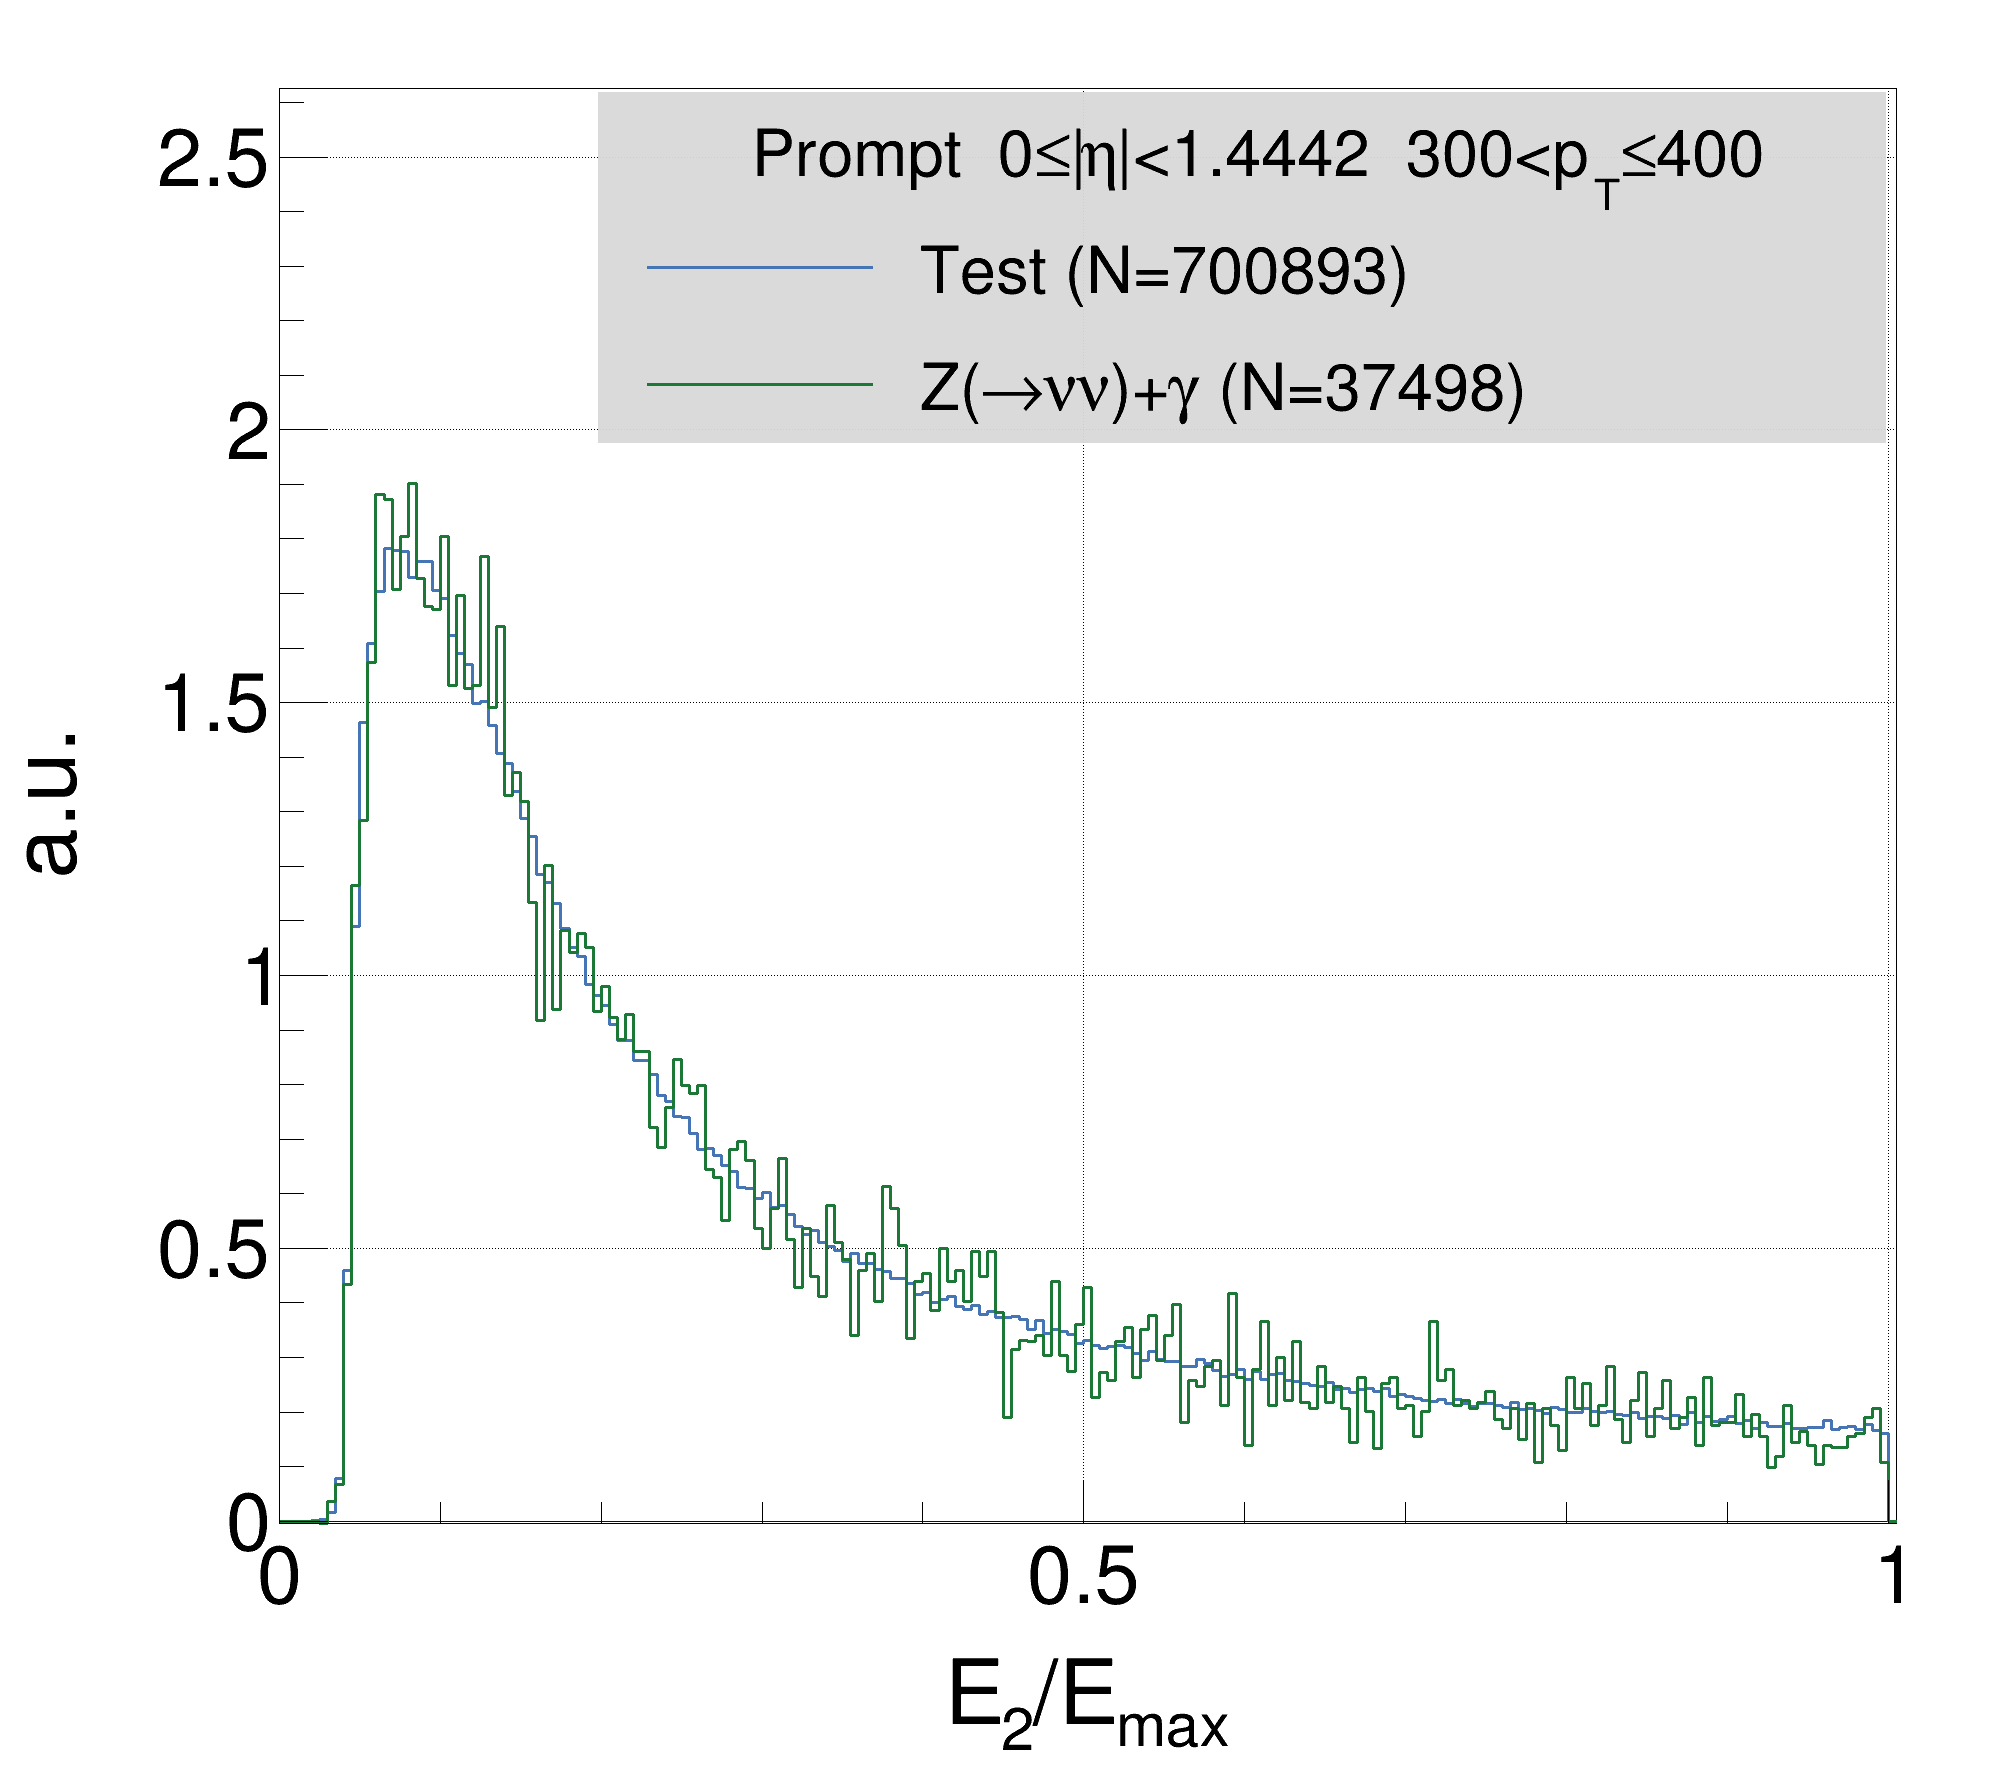 Prompt 0≤|η|<1.4442 300<p_T≤400
Test (N=700893)
Z(→νν)+γ (N=37498)
2.5
2
1.5
1
0.5
0
a.u.
0 0.5 1
E₂/E_max